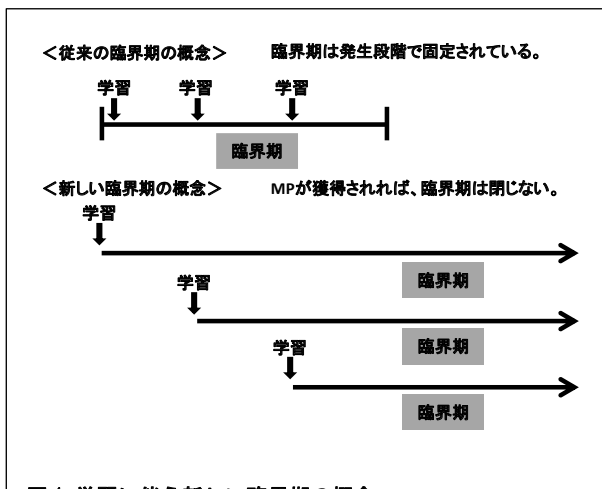 ＜従来の臨界期の概念＞ 臨界期は発生段階で固定されている。
学習 学習 学習
臨界期
＜新しい臨界期の概念＞ MPが獲得されれば、臨界期は閉じない。
学習
臨界期
学習
臨界期
学習
臨界期